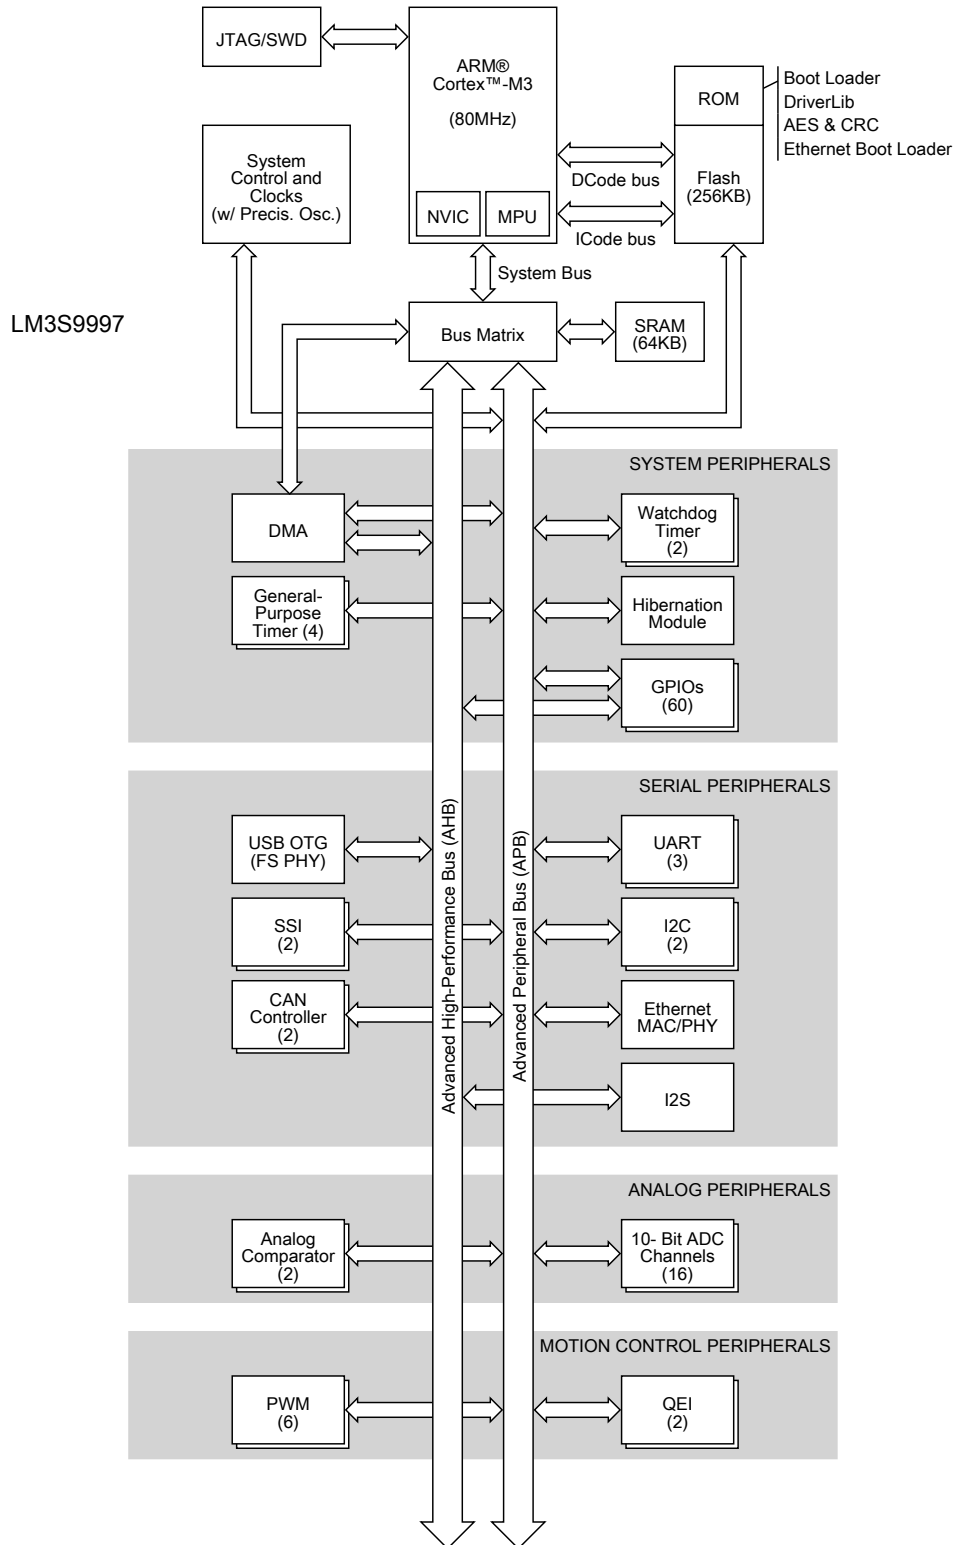 JTAG/SWD
ARM®
Cortex™-M3
(80MHz)
NVIC
MPU
ROM
Flash
(256KB)
Boot Loader
DriverLib
AES & CRC
Ethernet Boot Loader
DCode bus
ICode bus
System
Control and
Clocks
(w/ Precis. Osc.)
System Bus
LM3S9997
Bus Matrix
SRAM
(64KB)
SYSTEM PERIPHERALS
DMA
Watchdog
Timer
(2)
General-
Purpose
Timer (4)
Hibernation
Module
GPIOs
(60)
SERIAL PERIPHERALS
Advanced High-Performance Bus (AHB)
Advanced Peripheral Bus (APB)
USB OTG
(FS PHY)
UART
(3)
SSI
(2)
I2C
(2)
CAN
Controller
(2)
Ethernet
MAC/PHY
I2S
ANALOG PERIPHERALS
Analog
Comparator
(2)
10- Bit ADC
Channels
(16)
MOTION CONTROL PERIPHERALS
PWM
(6)
QEI
(2)